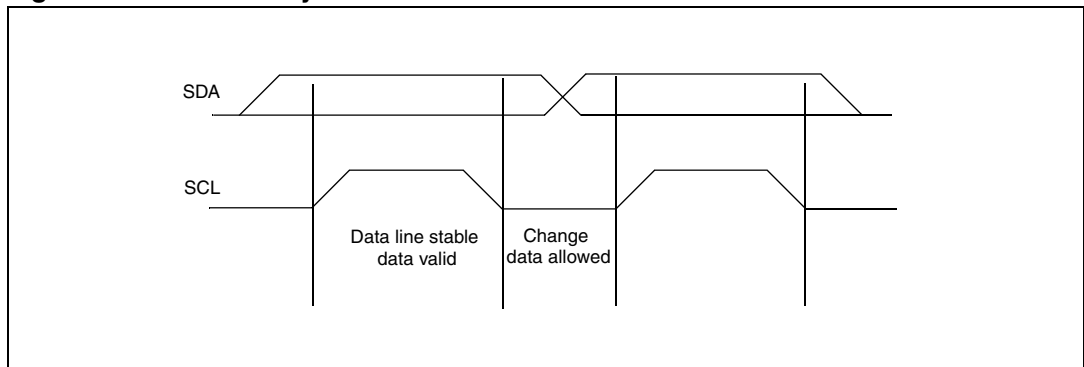 SDA
SCL
Data line stable
data valid
Change
data allowed